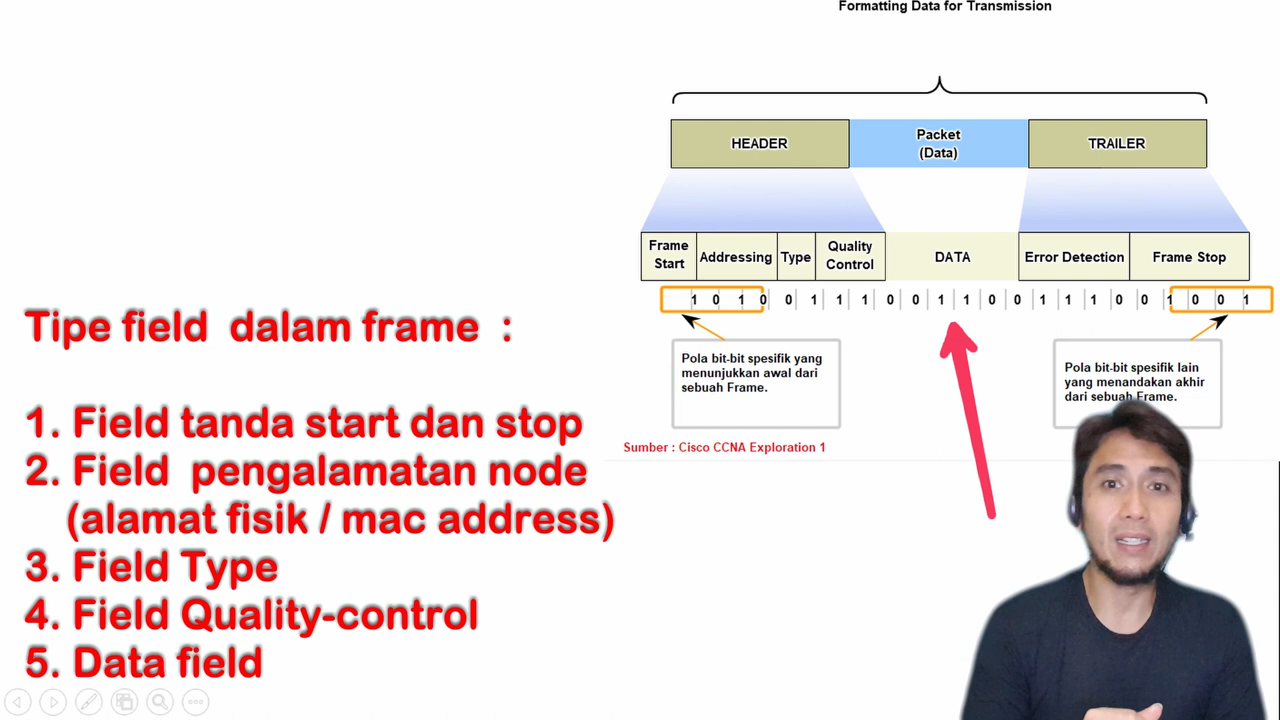 Formatting Data for Transmission
HEADER
Packet
(Data)
TRAILER
Frame
Start
Addressing
Type
Quality
Control
DATA
Error Detection
Frame Stop
1 0 1 0 0 1 1 1 0 0 1 1 0 0 1 1 1 0 0 1 0 0 1
Pola bit-bit spesifik yang
menunjukkan awal dari
sebuah Frame.
Pola bit-bit spesifik lain
yang menandakan akhir
dari sebuah Frame.
Sumber : Cisco CCNA Exploration 1
Tipe field dalam frame :
1. Field tanda start dan stop
2. Field pengalamatan node
(alamat fisik / mac address)
3. Field Type
4. Field Quality-control
5. Data field